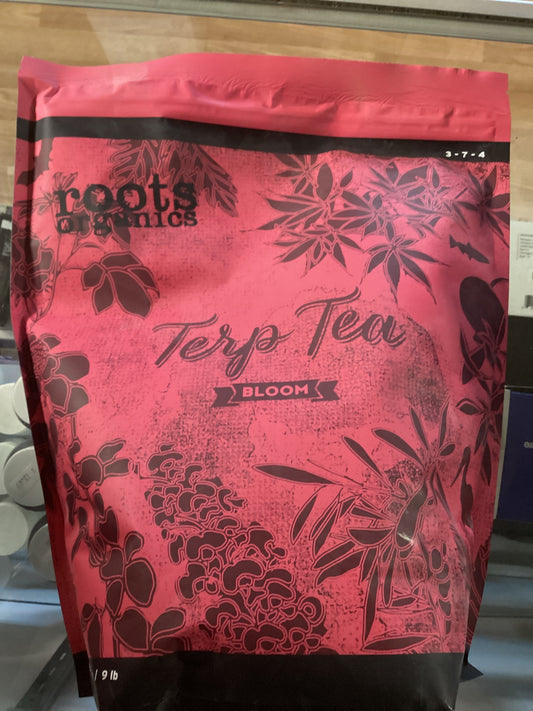 3-7-4
roots
organics
Terp Tea
BLOOM
/ 9 lb